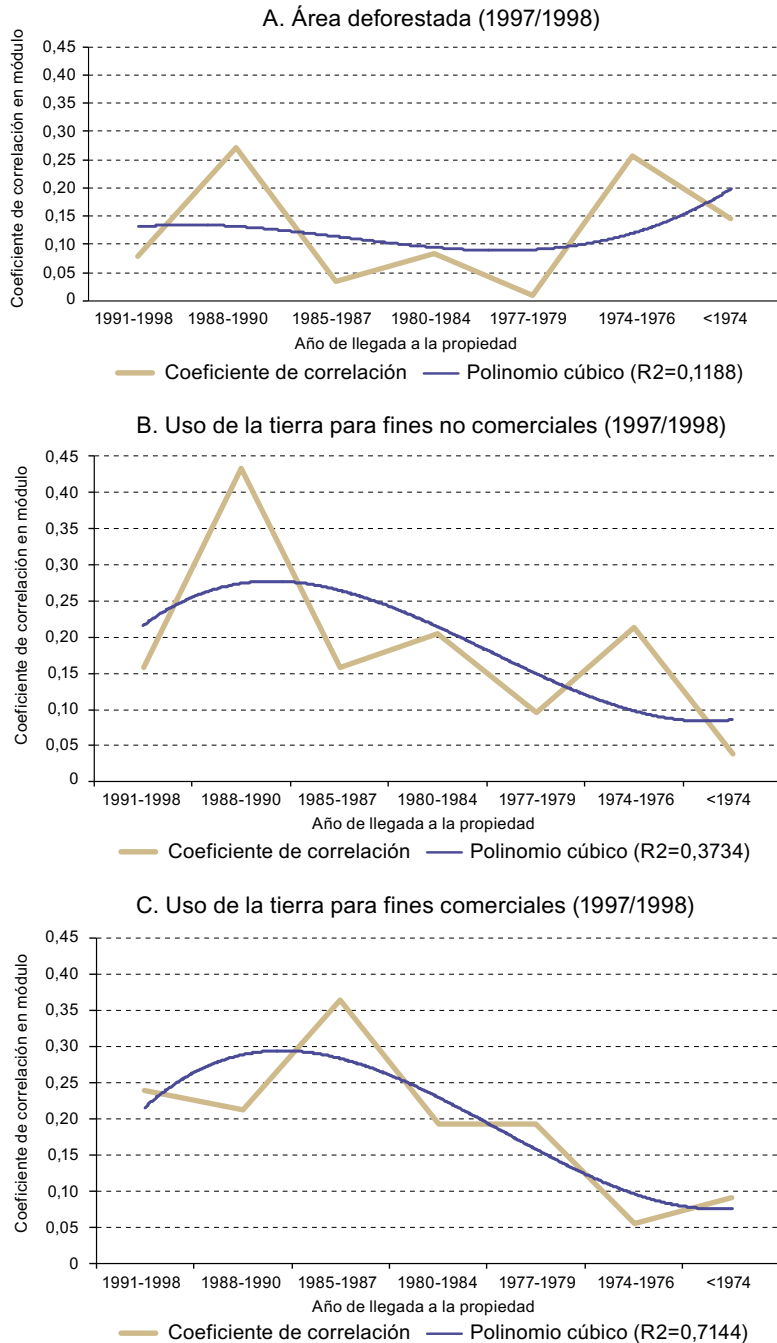 A. Área deforestada (1997/1998)
Coeficiente de correlación en módulo
0,45
0,40
0,35
0,30
0,25
0,20
0,15
0,10
0,05
0
1991-1998 1988-1990 1985-1987 1980-1984 1977-1979 1974-1976 <1974
Año de llegada a la propiedad
Coeficiente de correlación Polinomio cúbico (R2=0,1188)
B. Uso de la tierra para fines no comerciales (1997/1998)
Coeficiente de correlación en módulo
0,45
0,40
0,35
0,30
0,25
0,20
0,15
0,10
0,05
0
1991-1998 1988-1990 1985-1987 1980-1984 1977-1979 1974-1976 <1974
Año de llegada a la propiedad
Coeficiente de correlación Polinomio cúbico (R2=0,3734)
C. Uso de la tierra para fines comerciales (1997/1998)
Coeficiente de correlación en módulo
0,45
0,40
0,35
0,30
0,25
0,20
0,15
0,10
0,05
0
1991-1998 1988-1990 1985-1987 1980-1984 1977-1979 1974-1976 <1974
Año de llegada a la propiedad
Coeficiente de correlación Polinomio cúbico (R2=0,7144)